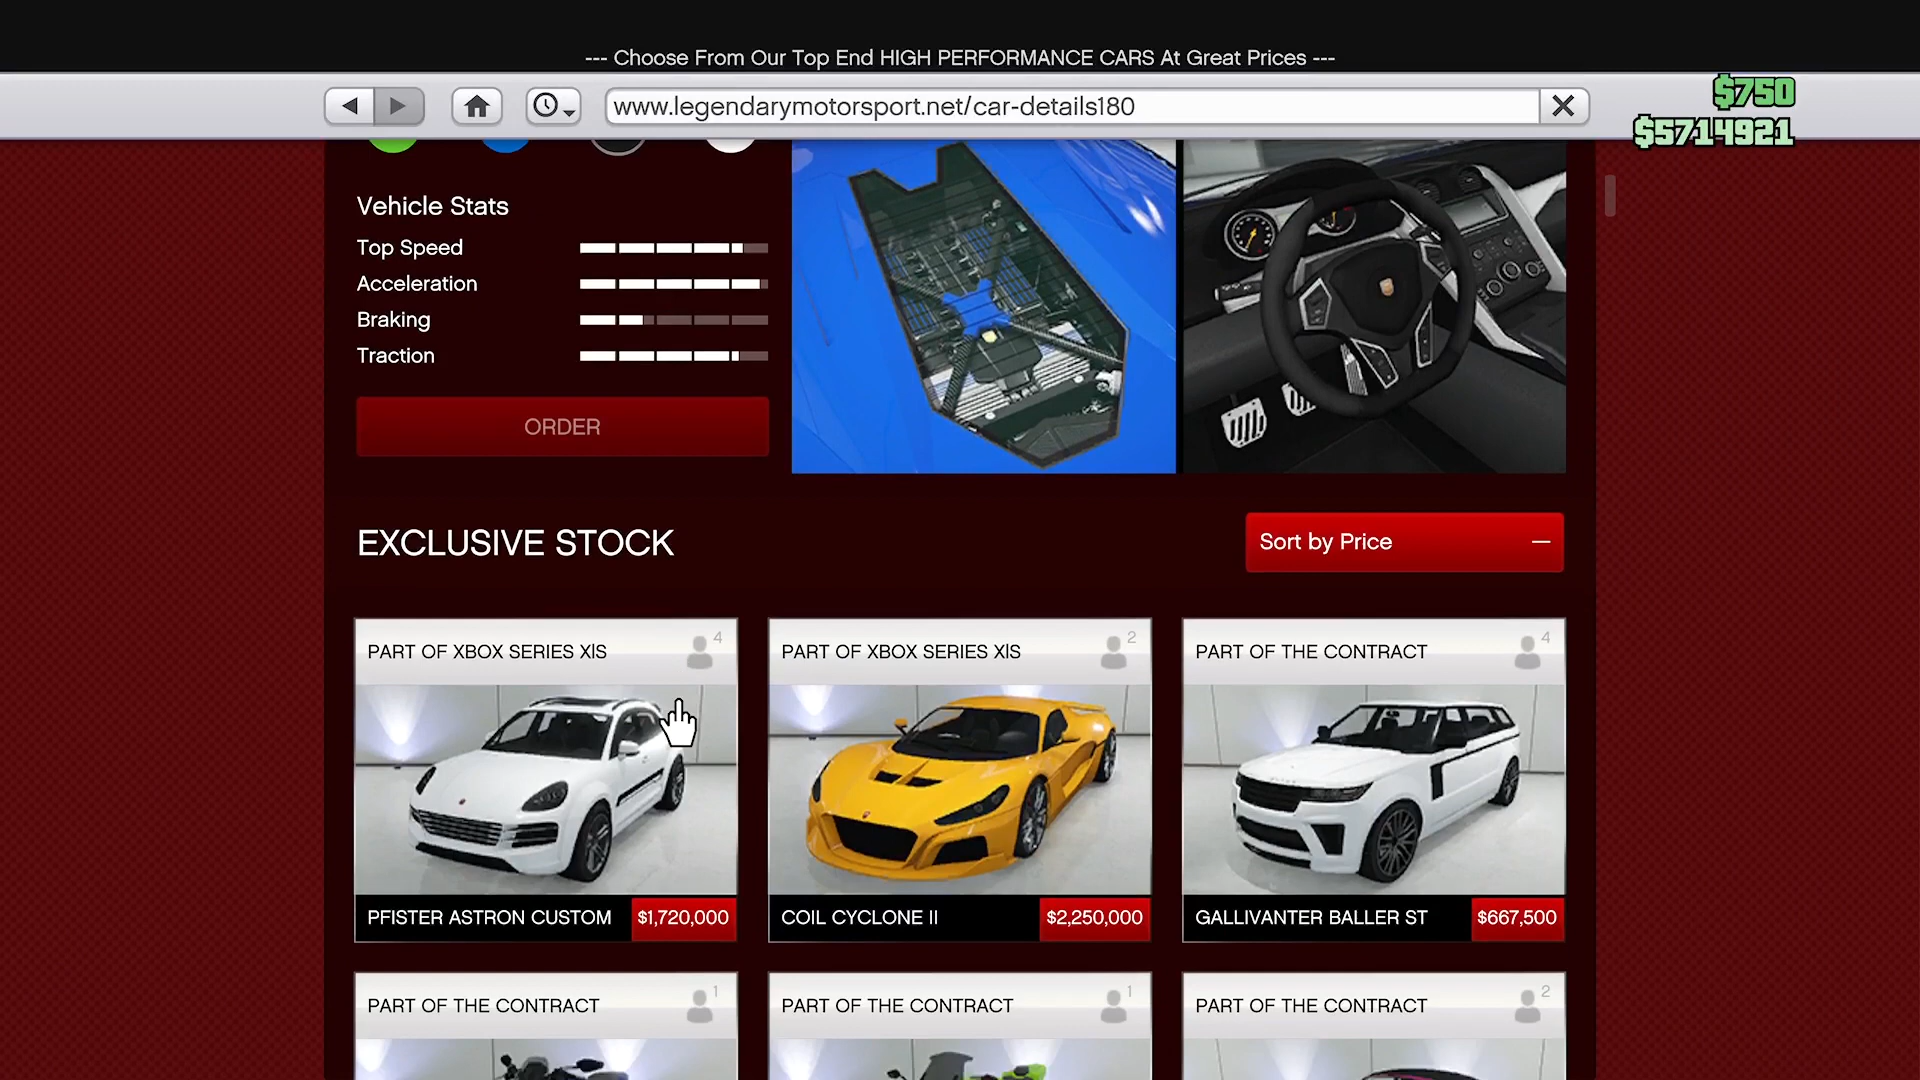 --- Choose From Our Top End HIGH PERFORMANCE CARS At Great Prices ---
www.legendarymotorsport.net/car-details180
$750
$5714921
Vehicle Stats
Top Speed
Acceleration
Braking
Traction
ORDER
EXCLUSIVE STOCK
Sort by Price
PART OF XBOX SERIES X|S 4
PART OF XBOX SERIES X|S 2
PART OF THE CONTRACT 4
PFISTER ASTRON CUSTOM $1,720,000
COIL CYCLONE II $2,250,000
GALLIVANTER BALLER ST $667,500
PART OF THE CONTRACT 1
PART OF THE CONTRACT 1
PART OF THE CONTRACT 2